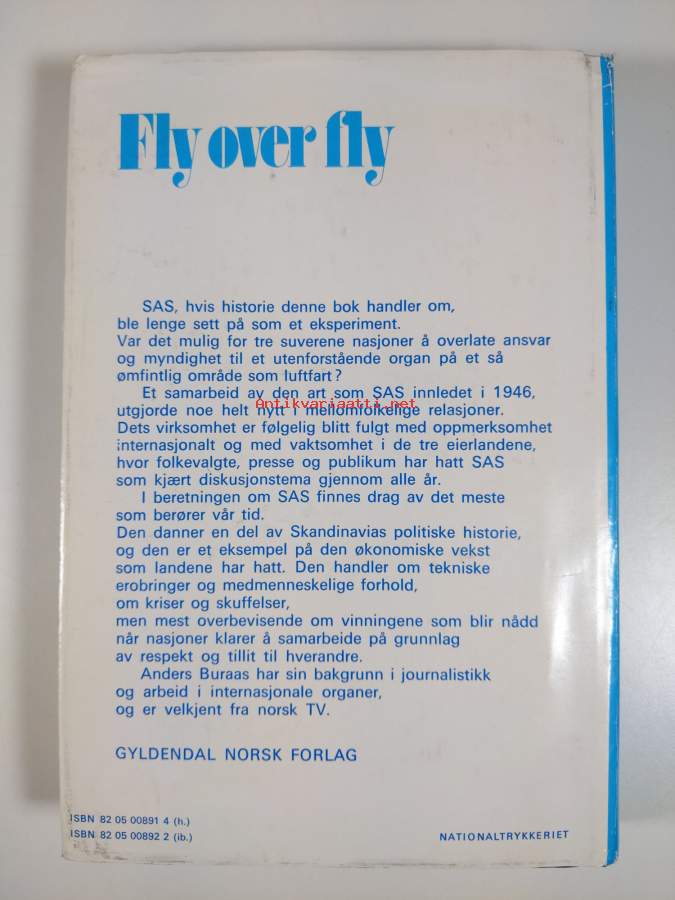 Fly over fly
SAS, hvis historie denne bok handler om,
ble lenge sett på som et eksperiment.
Var det mulig for tre suverene nasjoner å overlate ansvar
og myndighet til et utenforstående organ på et så
ømfintlig område som luftfart?
Et samarbeid av den art som SAS innledet i 1946,
Antikvariaatti.net
utgjorde noe helt nytt i mellomfolkelige relasjoner.
Dets virksomhet er følgelig blitt fulgt med oppmerksomhet
internasjonalt og med vaktsomhet i de tre eierlandene,
hvor folkevalgte, presse og publikum har hatt SAS
som kjært diskusjonstema gjennom alle år.
I beretningen om SAS finnes drag av det meste
som berører vår tid.
Den danner en del av Skandinavias politiske historie,
og den er et eksempel på den økonomiske vekst
som landene har hatt. Den handler om tekniske
erobringer og medmenneskelige forhold,
om kriser og skuffelser,
men mest overbevisende om vinningene som blir nådd
når nasjoner klarer å samarbeide på grunnlag
av respekt og tillit til hverandre.
Anders Buraas har sin bakgrunn i journalistikk
og arbeid i internasjonale organer,
og er velkjent fra norsk TV.
GYLDENDAL NORSK FORLAG
ISBN 82 05 00891 4 (h.)
ISBN 82 05 00892 2 (ib.)
NATIONALTRYKKERIET